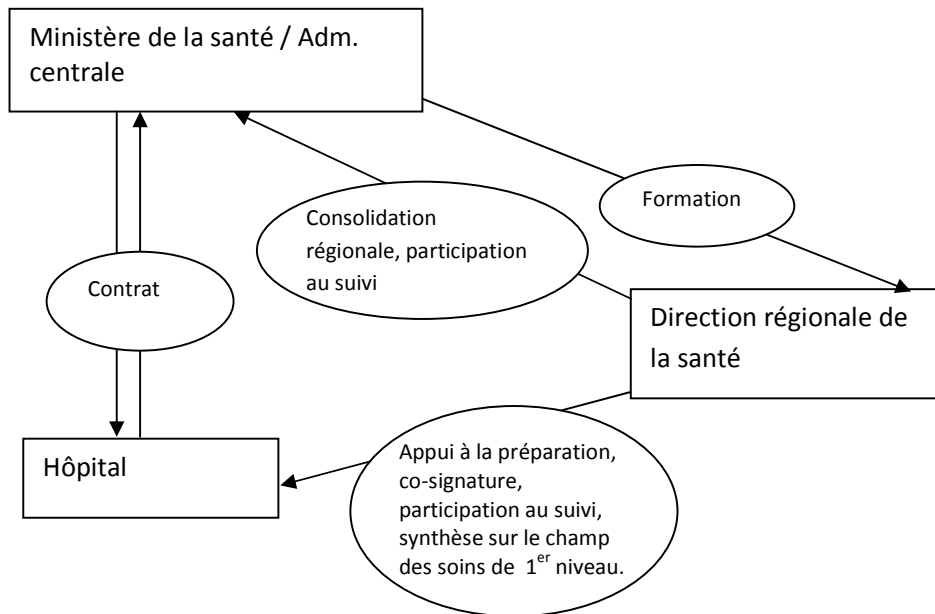 Ministère de la santé / Adm.
centrale
Formation
Consolidation
régionale, participation
au suivi
Contrat
Direction régionale de
la santé
Hôpital
Appui à la préparation,
co-signature,
participation au suivi,
synthèse sur le champ
des soins de 1er niveau.